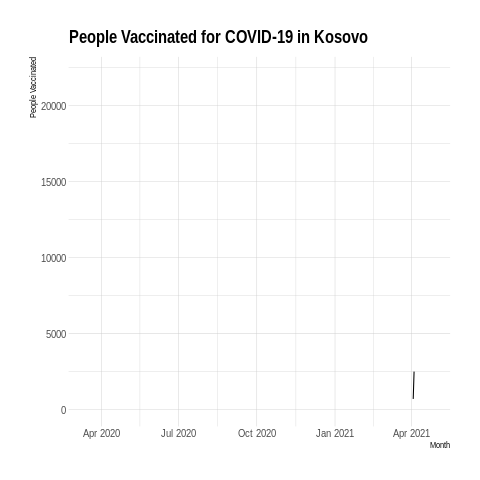 People Vaccinated for COVID-19 in Kosovo
People Vaccinated
20000
15000
10000
5000
0
Apr 2020 Jul 2020 Oct 2020 Jan 2021 Apr 2021
Month